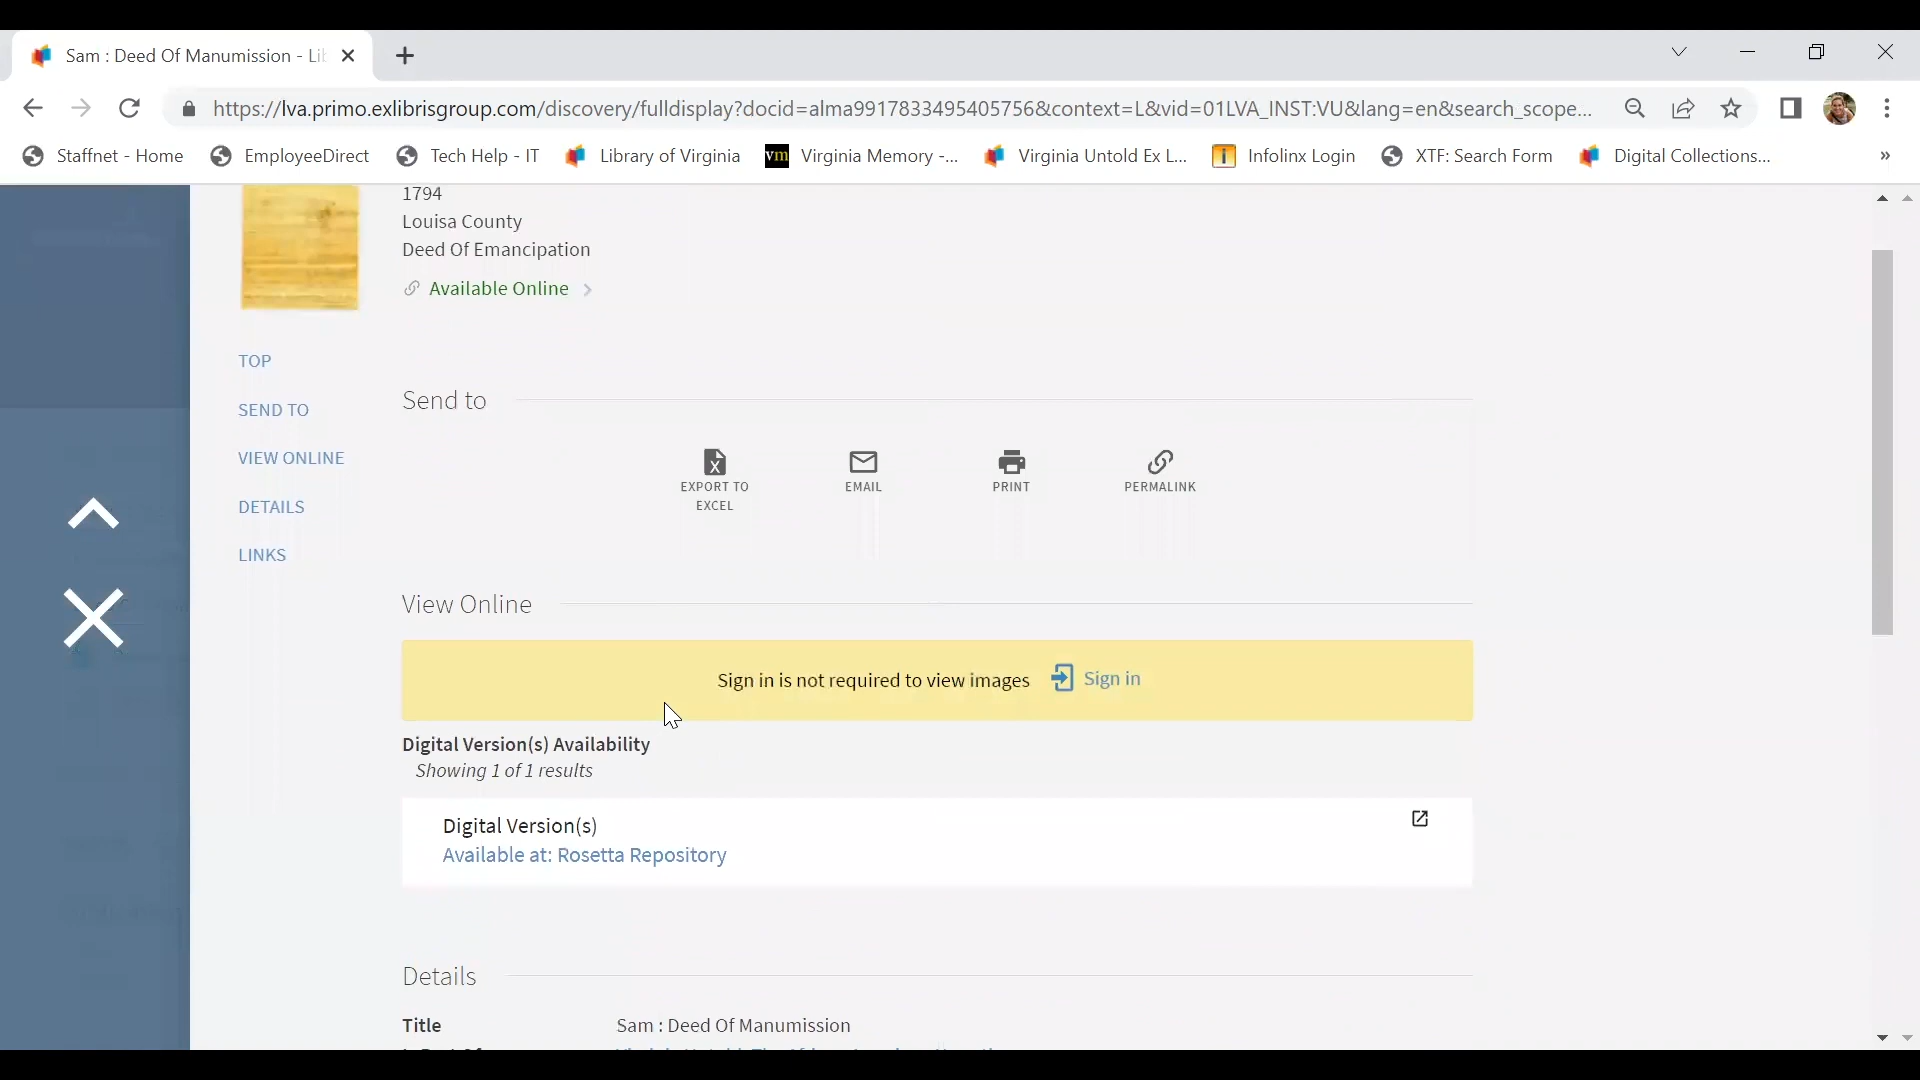 Sam : Deed Of Manumission - Lib
https://lva.primo.exlibrisgroup.com/discovery/fulldisplay?docid=alma9917833495405756&context=L&vid=01LVA_INST:VU&lang=en&search_scope...
Staffnet - Home EmployeeDirect Tech Help - IT Library of Virginia vm Virginia Memory -... Virginia Untold Ex L... i Infolinx Login XTF: Search Form Digital Collections... »
1794
Louisa County
Deed Of Emancipation
Available Online
TOP
SEND TO
VIEW ONLINE
DETAILS
LINKS
Send to
EXPORT TO EXCEL
EMAIL
PRINT
PERMALINK
View Online
Sign in is not required to view images Sign in
Digital Version(s) Availability
Showing 1 of 1 results
Digital Version(s)
Available at: Rosetta Repository
Details
Title Sam : Deed Of Manumission